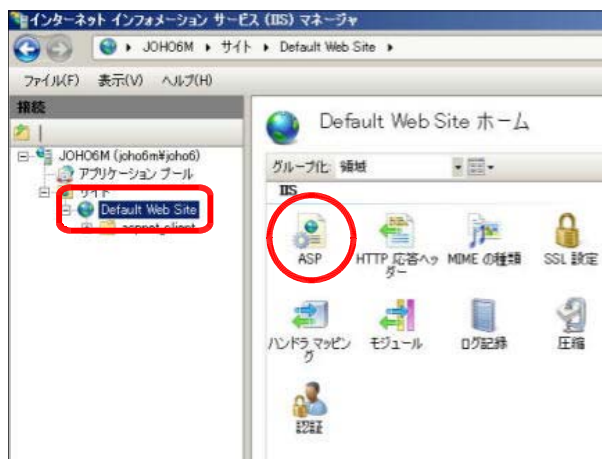 インターネット インフォメーション サービス (IIS) マネージャ
JOHO6M ▸ サイト ▸ Default Web Site ▸
ファイル(F) 表示(V) ヘルプ(H)
接続
JOHO6M (joho6m¥joho6)
アプリケーション プール
サイト
Default Web Site
aspnet_client
Default Web Site ホーム
グループ化: 領域
IIS
ASP
HTTP 応答ヘッ
ダー
MIME の種類
SSL 設定
ハンドラ マッピン
グ
モジュール
ログ記録
圧縮
認証